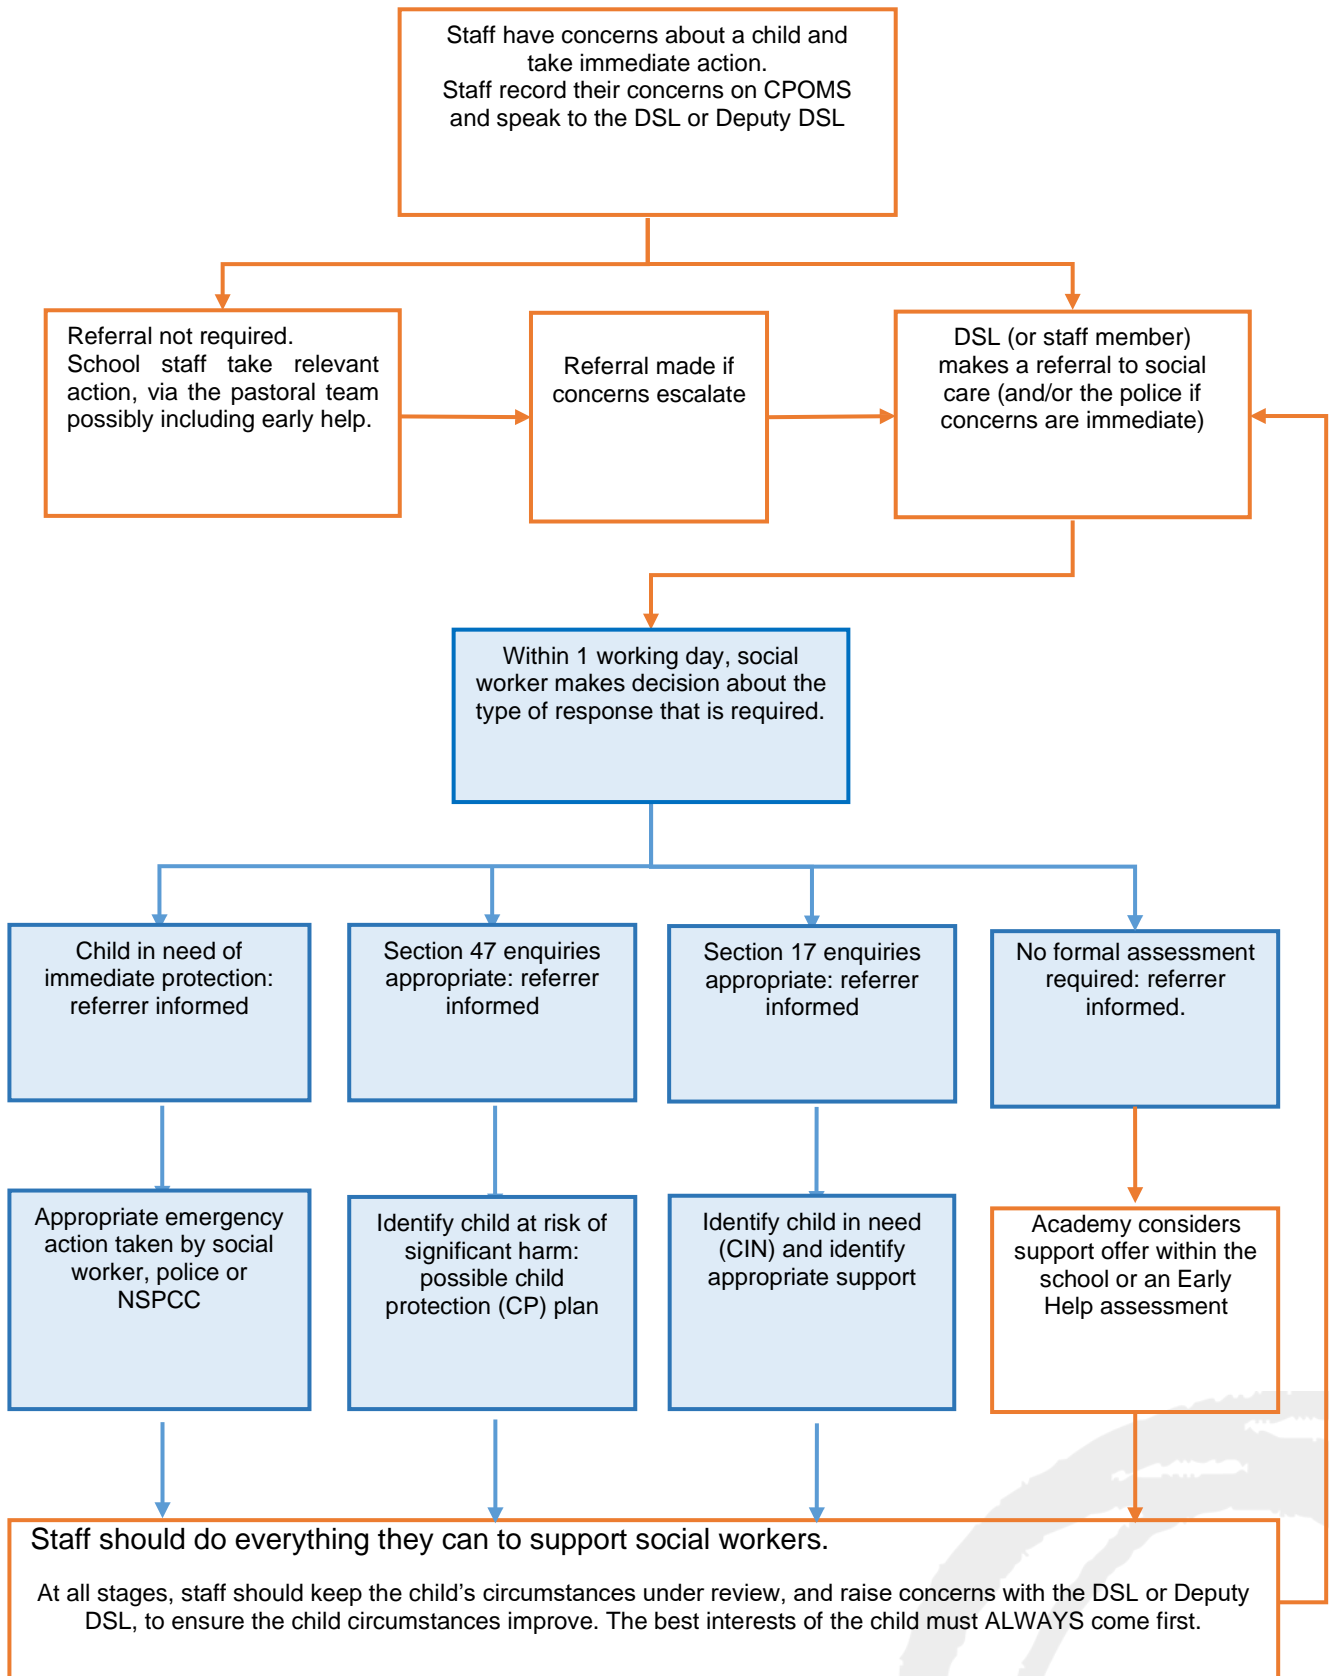 Staff have concerns about a child and
take immediate action.
Staff record their concerns on CPOMS
and speak to the DSL or Deputy DSL
Referral not required.
School staff take relevant
action, via the pastoral team
possibly including early help.
Referral made if
concerns escalate
DSL (or staff member)
makes a referral to social
care (and/or the police if
concerns are immediate)
Within 1 working day, social
worker makes decision about the
type of response that is required.
Child in need of
immediate protection:
referrer informed
Section 47 enquiries
appropriate: referrer
informed
Section 17 enquiries
appropriate: referrer
informed
No formal assessment
required: referrer
informed.
Appropriate emergency
action taken by social
worker, police or
NSPCC
Identify child at risk of
significant harm:
possible child
protection (CP) plan
Identify child in need
(CIN) and identify
appropriate support
Academy considers
support offer within the
school or an Early
Help assessment
Staff should do everything they can to support social workers.
At all stages, staff should keep the child’s circumstances under review, and raise concerns with the DSL or Deputy
DSL, to ensure the child circumstances improve. The best interests of the child must ALWAYS come first.